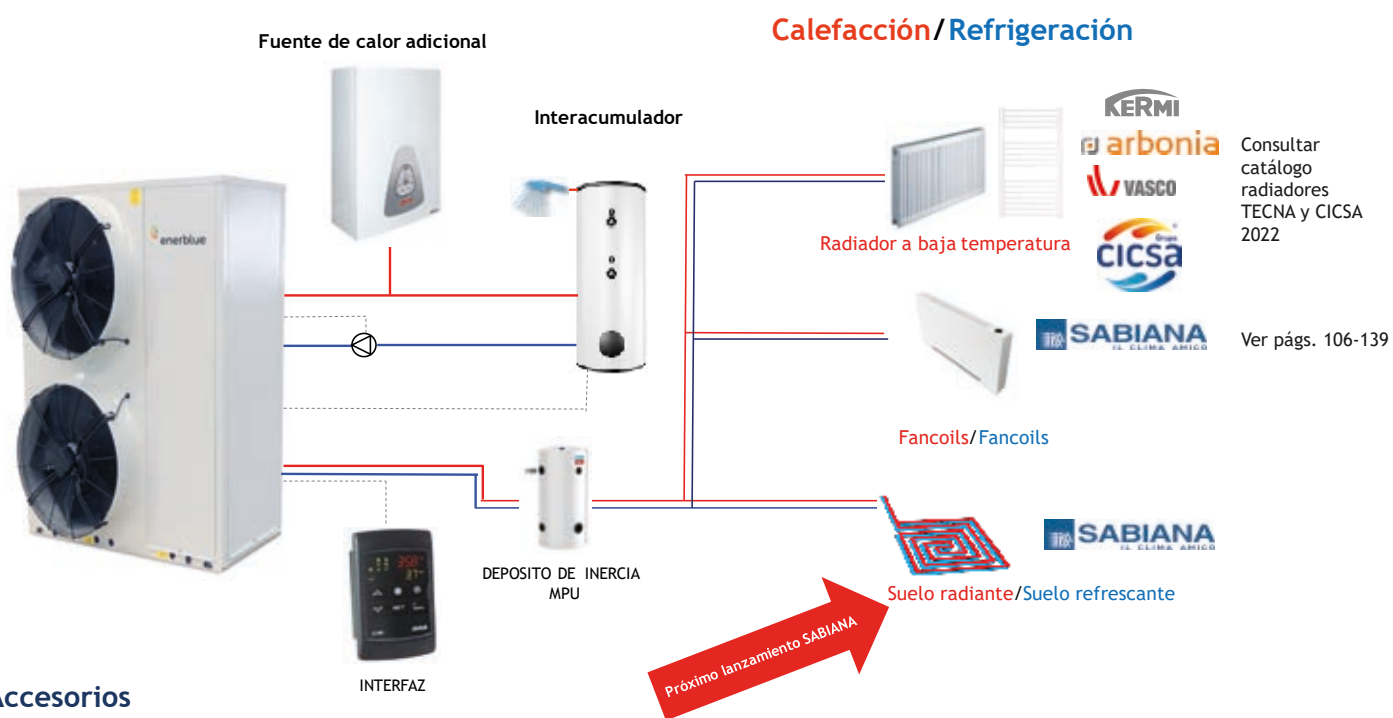 Calefacción/Refrigeración
Fuente de calor adicional
Interacumulador
KERMI
arbonia
VASCO
Grupo
CICSA
Consultar
catálogo
radiadores
TECNA y CICSA
2022
enerblue
Radiador a baja temperatura
SABIANA
IL CLIMA AMICO
Ver págs. 106-139
Fancoils/Fancoils
DEPOSITO DE INERCIA
MPU
SABIANA
IL CLIMA AMICO
Suelo radiante/Suelo refrescante
Próximo lanzamiento SABIANA
INTERFAZ
Accesorios